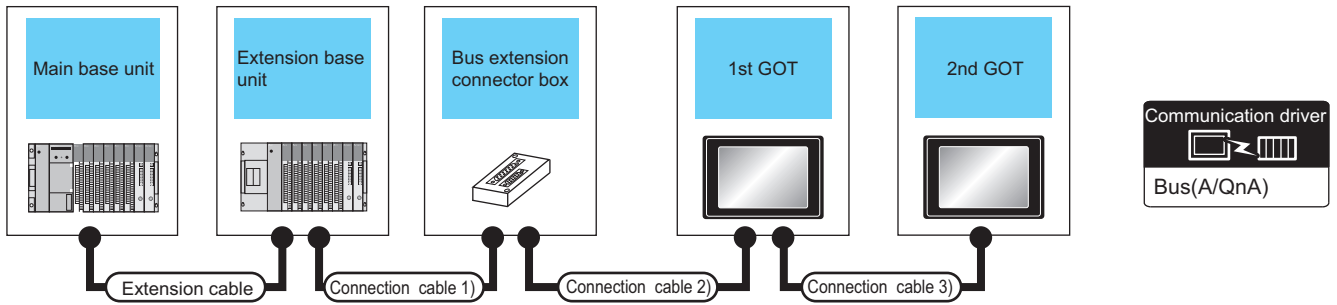 Main base unit
Extension base
unit
Bus extension
connector box
1st GOT
2nd GOT
Communication driver
Bus(A/QnA)
Extension cable
Connection cable 1)
Connection cable 2)
Connection cable 3)